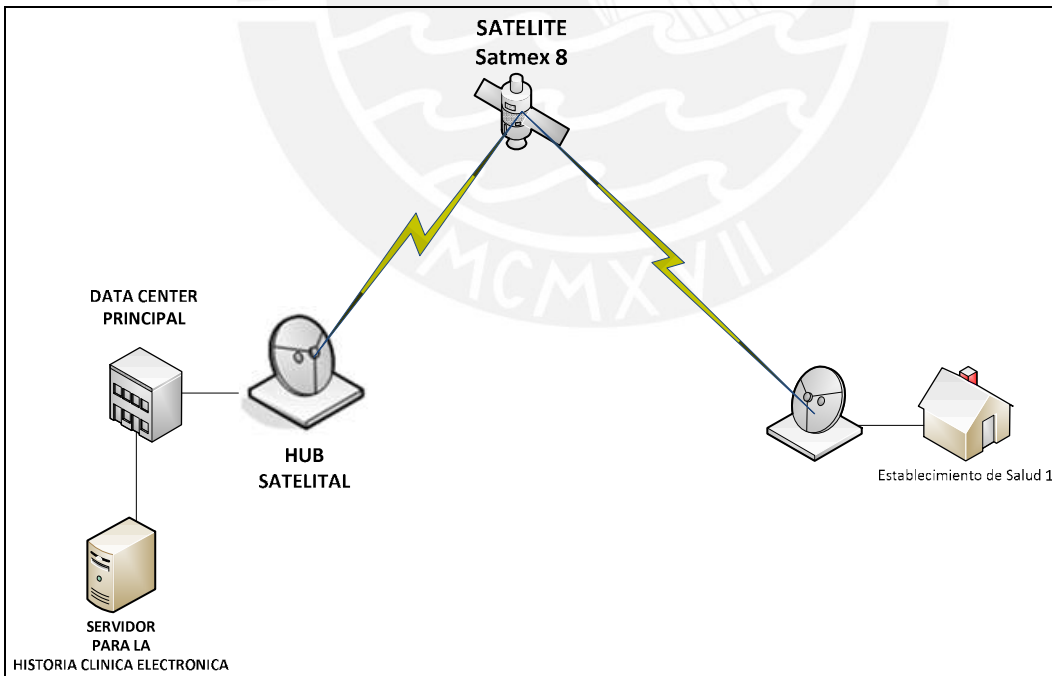 SATELITE
Satmex 8
MCMXVII
DATA CENTER
PRINCIPAL
HUB
SATELITAL
Establecimiento de Salud 1
SERVIDOR
PARA LA
HISTORIA CLINICA ELECTRONICA